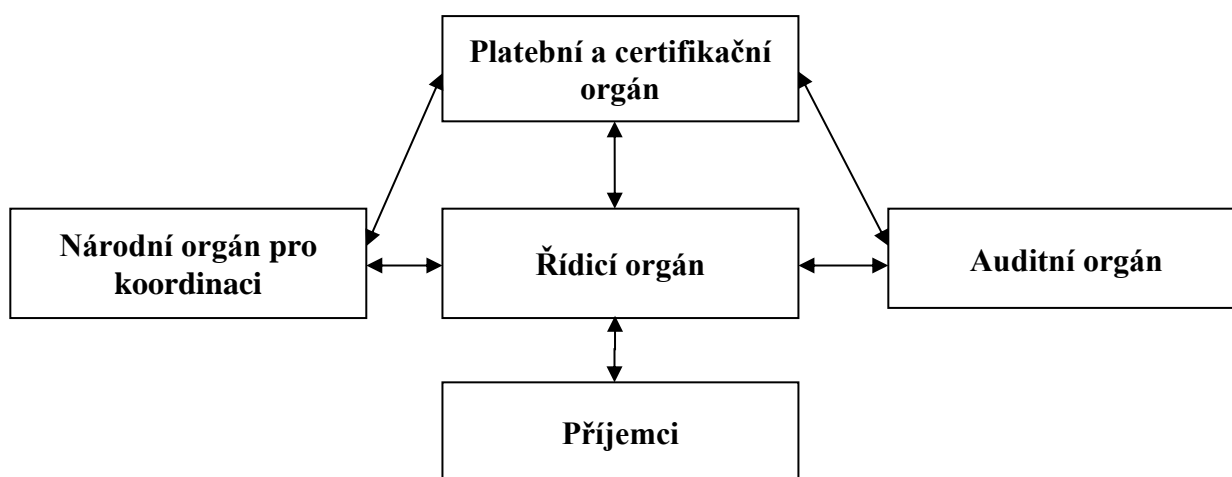 Platební a certifikační
orgán
Národní orgán pro
koordinaci
Řídicí orgán
Auditní orgán
Příjemci